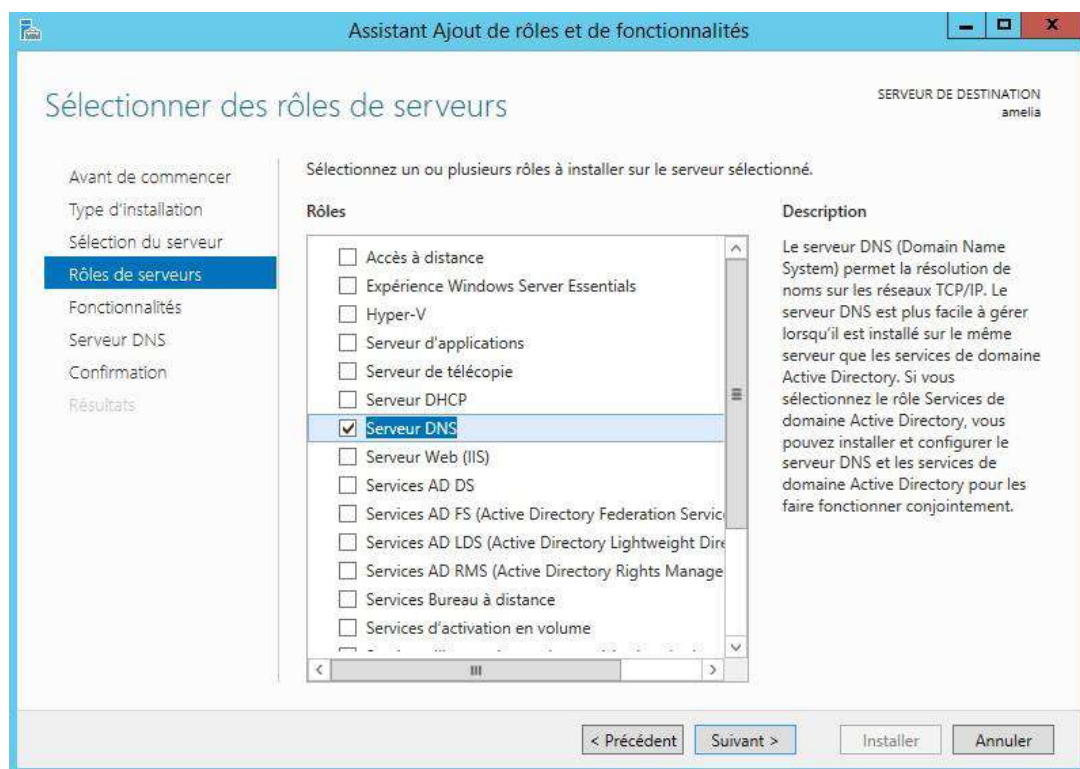 Assistant Ajout de rôles et de fonctionnalités
Sélectionner des rôles de serveurs
SERVEUR DE DESTINATION
amelia
Avant de commencer
Type d'installation
Sélection du serveur
Rôles de serveurs
Fonctionnalités
Serveur DNS
Confirmation
Résultats
Sélectionnez un ou plusieurs rôles à installer sur le serveur sélectionné.
Rôles
Accès à distance
Expérience Windows Server Essentials
Hyper-V
Serveur d'applications
Serveur de télécopie
Serveur DHCP
Serveur DNS
Serveur Web (IIS)
Services AD DS
Services AD FS (Active Directory Federation Servic
Services AD LDS (Active Directory Lightweight Dire
Services AD RMS (Active Directory Rights Manage
Services Bureau à distance
Services d'activation en volume
Description
Le serveur DNS (Domain Name
System) permet la résolution de
noms sur les réseaux TCP/IP. Le
serveur DNS est plus facile à gérer
lorsqu'il est installé sur le même
serveur que les services de domaine
Active Directory. Si vous
sélectionnez le rôle Services de
domaine Active Directory, vous
pouvez installer et configurer le
serveur DNS et les services de
domaine Active Directory pour les
faire fonctionner conjointement.
< Précédent
Suivant >
Installer
Annuler